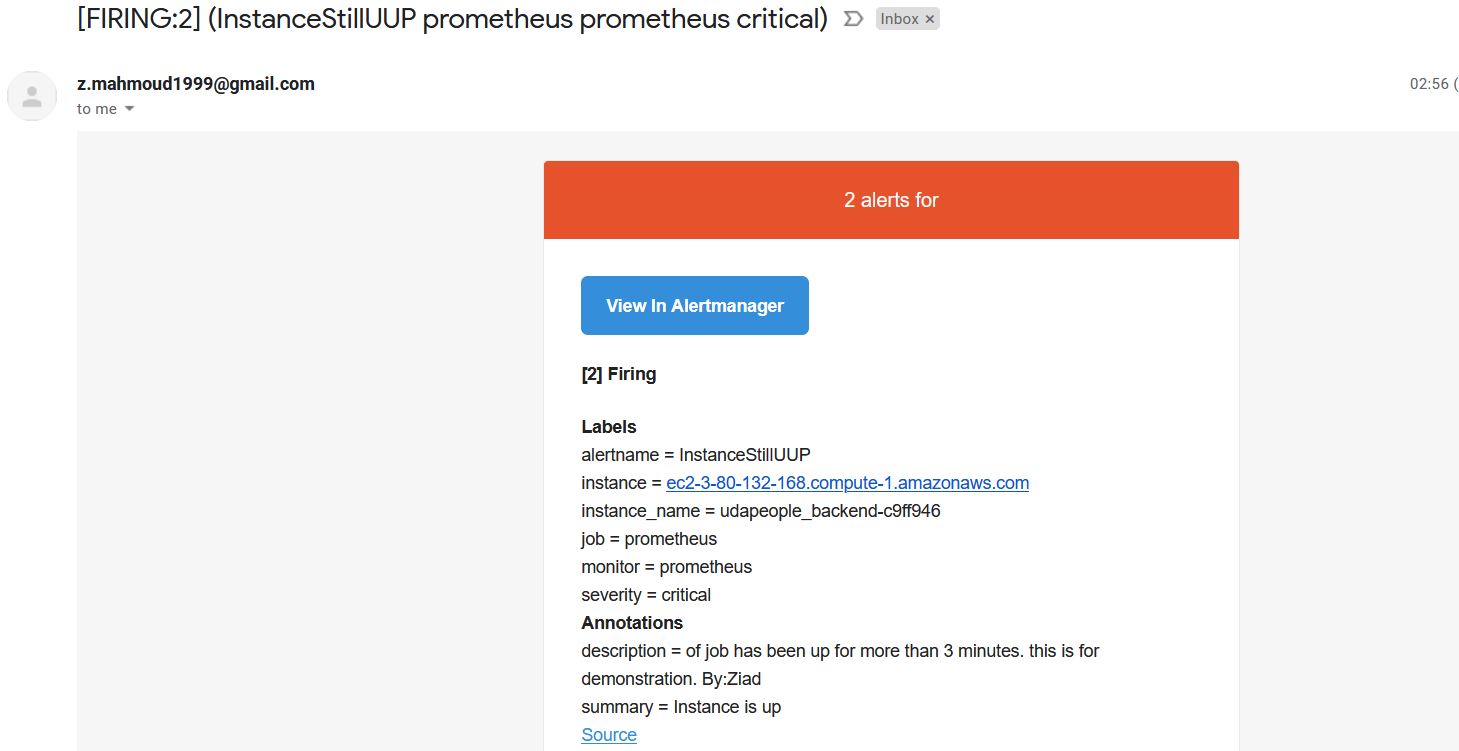 [FIRING:2] (InstanceStillUUP prometheus prometheus critical) Inbox ×
z.mahmoud1999@gmail.com 02:56 (
to me
2 alerts for
View In Alertmanager
[2] Firing
Labels
alertname = InstanceStillUUP
instance = ec2-3-80-132-168.compute-1.amazonaws.com
instance_name = udapeople_backend-c9ff946
job = prometheus
monitor = prometheus
severity = critical
Annotations
description = of job has been up for more than 3 minutes. this is for
demonstration. By:Ziad
summary = Instance is up
Source